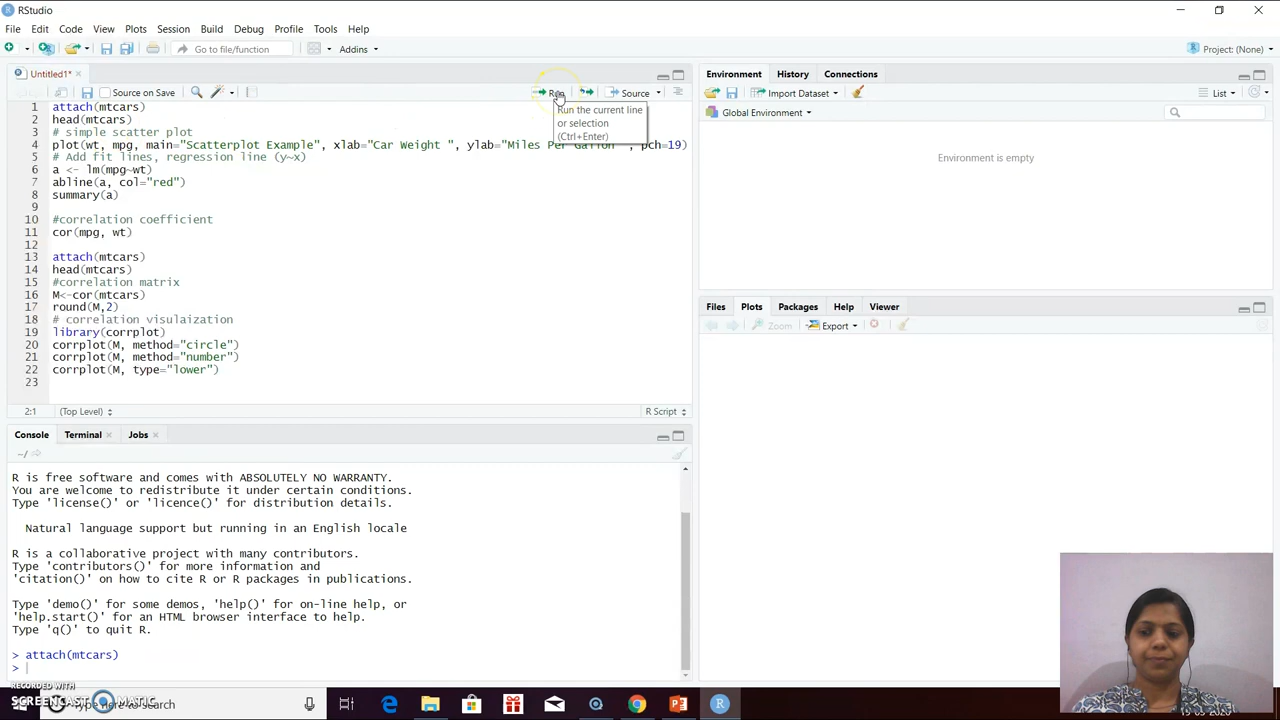 RStudio
File Edit Code View Plots Session Build Debug Profile Tools Help
Go to file/function Addins Project: (None)
Untitled1*
Source on Save Run Source
Run the current line
or selection
(Ctrl+Enter)
1 attach(mtcars)
2 head(mtcars)
3 # simple scatter plot
4 plot(wt, mpg, main="Scatterplot Example", xlab="Car Weight ", ylab="Miles Per Gallon ", pch=19)
5 # Add fit lines, regression line (y~x)
6 a <- lm(mpg~wt)
7 abline(a, col="red")
8 summary(a)
9
10 #correlation coefficient
11 cor(mpg, wt)
12
13 attach(mtcars)
14 head(mtcars)
15 #correlation matrix
16 M<-cor(mtcars)
17 round(M,2)
18 # correlation visulaization
19 library(corrplot)
20 corrplot(M, method="circle")
21 corrplot(M, method="number")
22 corrplot(M, type="lower")
23
2:1 (Top Level) R Script
Console Terminal Jobs
~/
R is free software and comes with ABSOLUTELY NO WARRANTY.
You are welcome to redistribute it under certain conditions.
Type 'license()' or 'licence()' for distribution details.
Natural language support but running in an English locale
R is a collaborative project with many contributors.
Type 'contributors()' for more information and
'citation()' on how to cite R or R packages in publications.
Type 'demo()' for some demos, 'help()' for on-line help, or
'help.start()' for an HTML browser interface to help.
Type 'q()' to quit R.
> attach(mtcars)
>
Environment History Connections
Import Dataset List
Global Environment
Environment is empty
Files Plots Packages Help Viewer
Zoom Export
RECORDED WITH
SCREENCAST MATIC
Type here to search